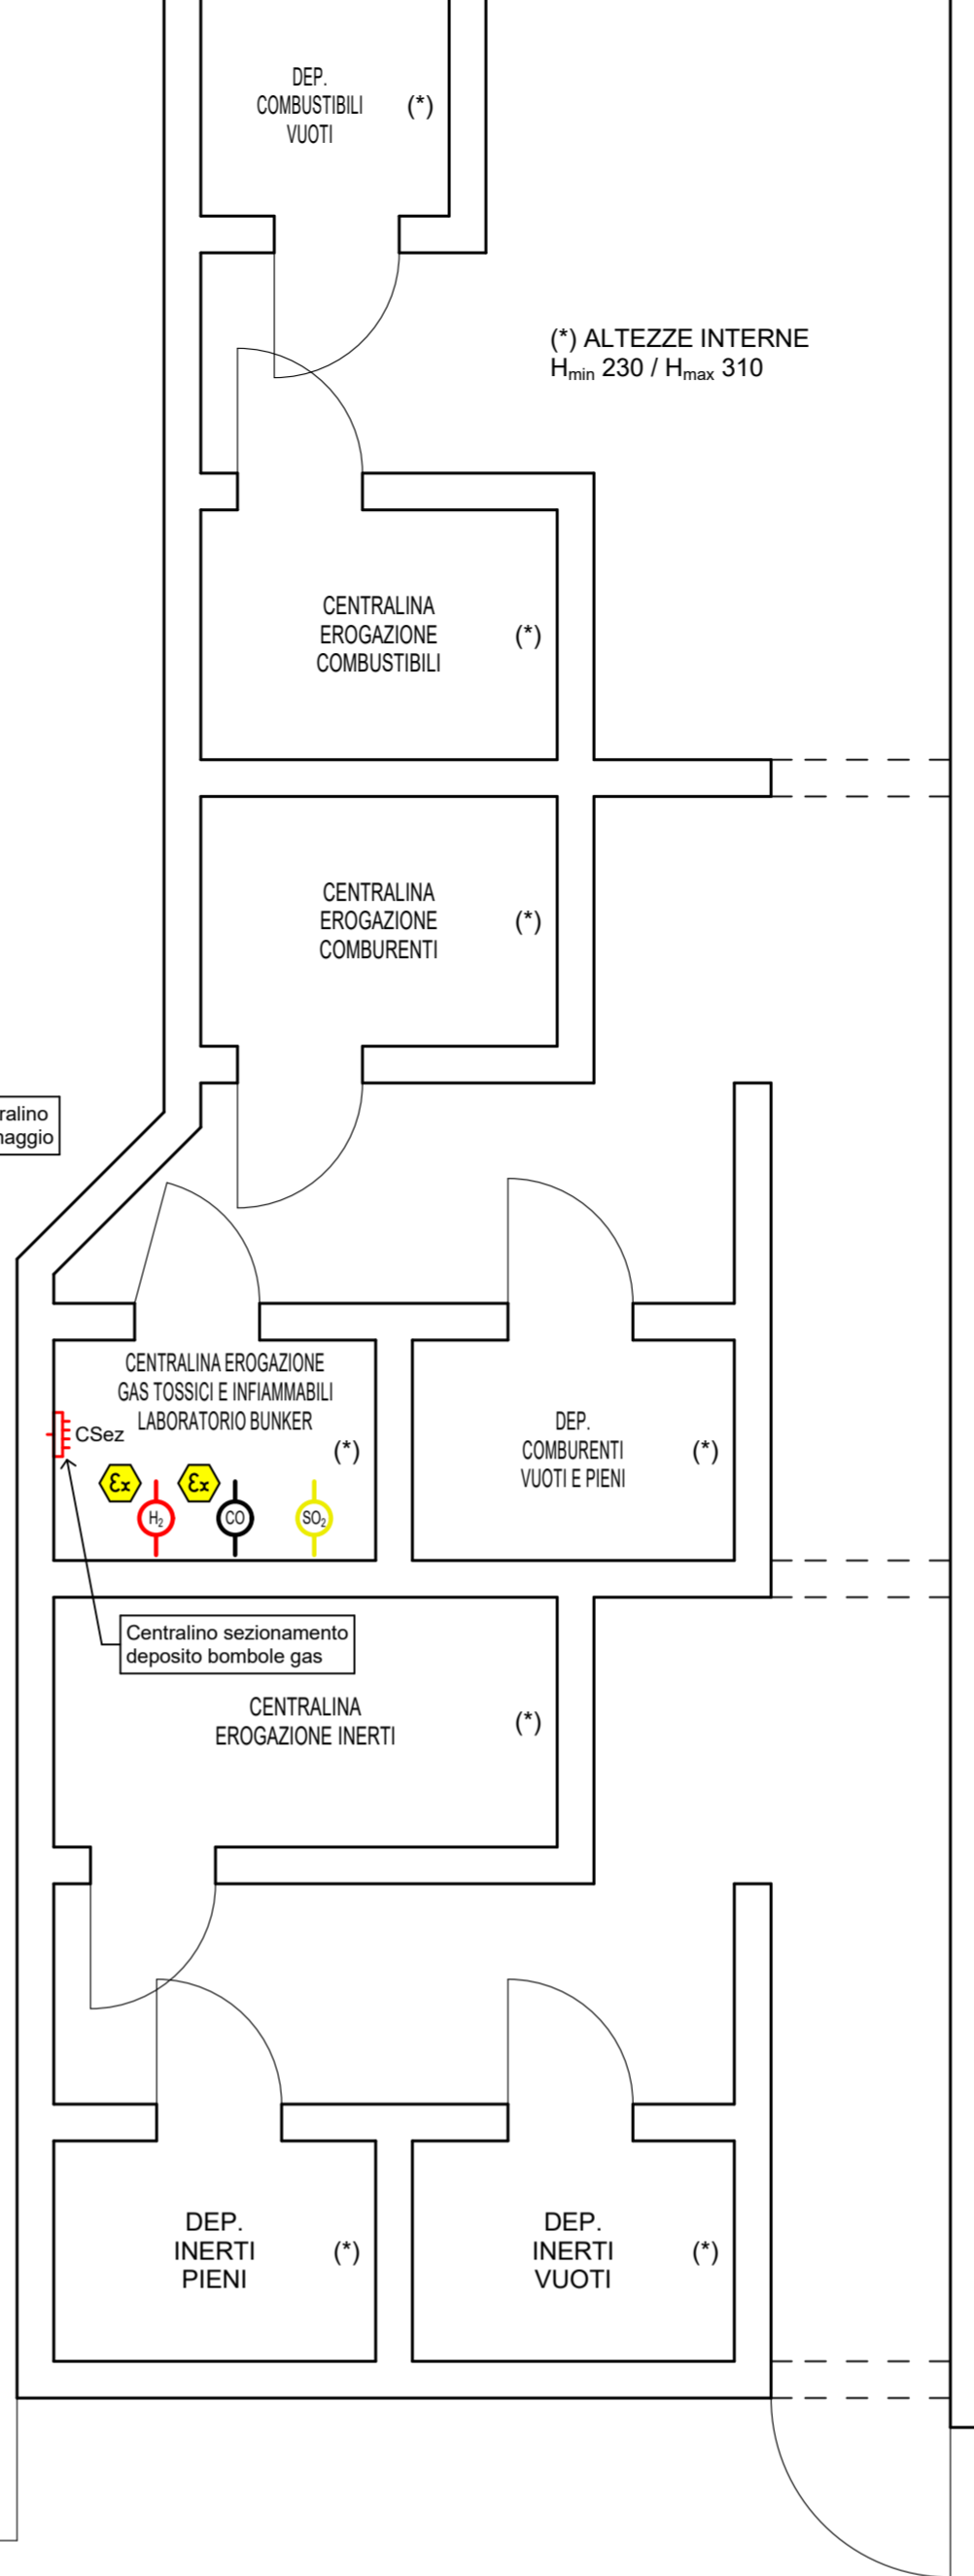 DEP.
COMBUSTIBILI
VUOTI
(*)
(*) ALTEZZE INTERNE
Hmin 230 / Hmax 310
CENTRALINA
EROGAZIONE
COMBUSTIBILI
(*)
CENTRALINA
EROGAZIONE
COMBURENTI
(*)
CENTRALINA EROGAZIONE
GAS TOSSICI E INFIAMMABILI
LABORATORIO BUNKER
(*)
CSez
Ex
Ex
H₂
CO
SO₂
DEP.
COMBURENTI
VUOTI E PIENI
(*)
Centralino sezionamento
deposito bombole gas
CENTRALINA
EROGAZIONE INERTI
(*)
DEP.
INERTI
PIENI
(*)
DEP.
INERTI
VUOTI
(*)